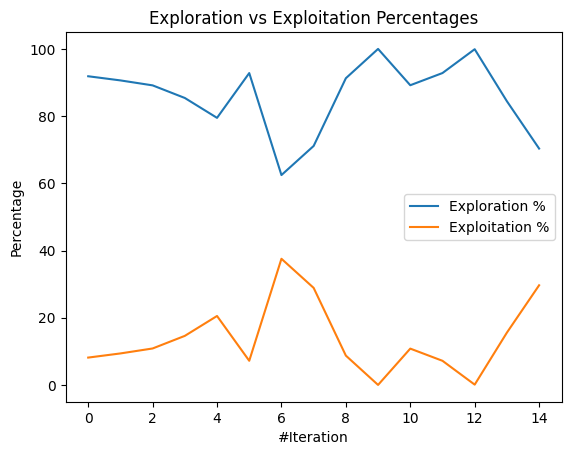 Exploration vs Exploitation Percentages
100
80
60
40
20
0
Percentage
Exploration %
Exploitation %
0 2 4 6 8 10 12 14
#Iteration